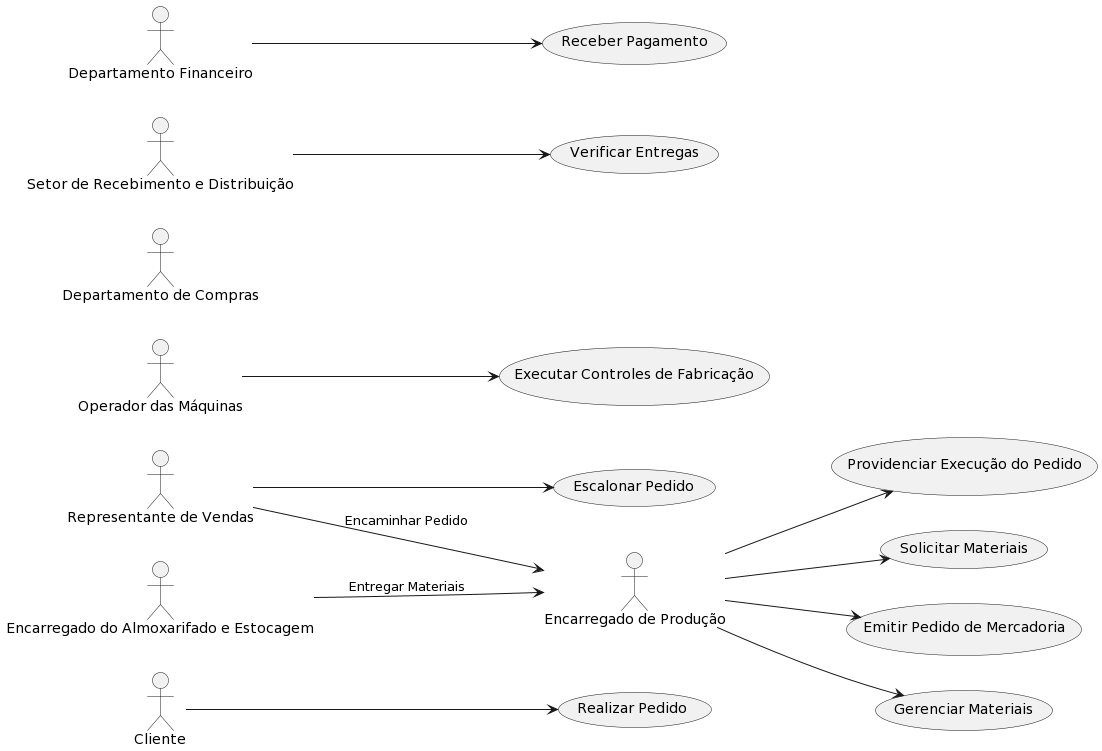 Departamento Financeiro
Receber Pagamento
Setor de Recebimento e Distribuição
Verificar Entregas
Departamento de Compras
Operador das Máquinas
Executar Controles de Fabricação
Representante de Vendas
Escalonar Pedido
Encaminhar Pedido
Encarregado do Almoxarifado e Estocagem
Entregar Materiais
Encarregado de Produção
Providenciar Execução do Pedido
Solicitar Materiais
Emitir Pedido de Mercadoria
Gerenciar Materiais
Cliente
Realizar Pedido